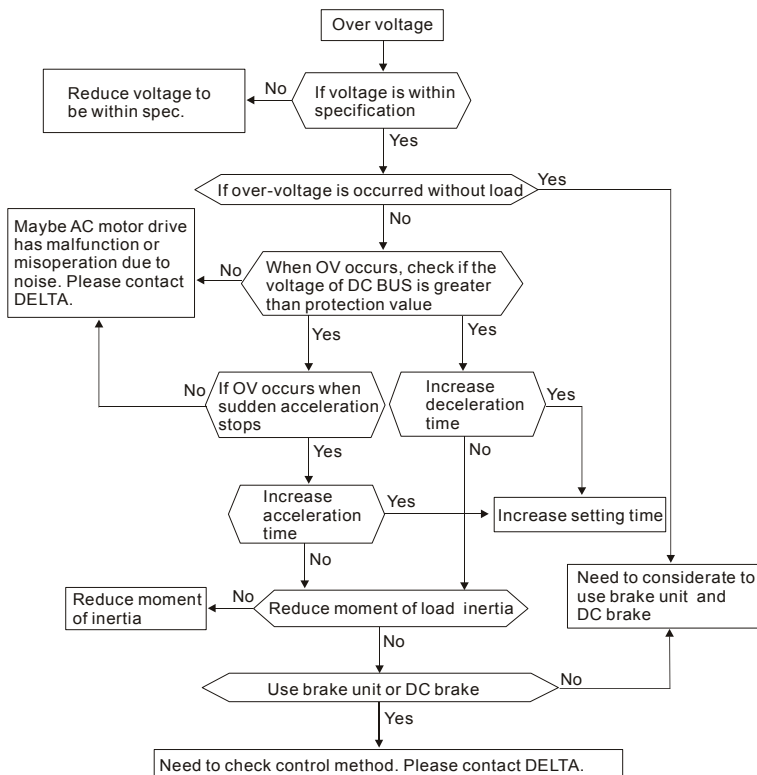 Over voltage
Reduce voltage to
be within spec.
No
If voltage is within
specification
Yes
If over-voltage is occurred without load
Yes
No
Maybe AC motor drive
has malfunction or
misoperation due to
noise. Please contact
DELTA.
No
When OV occurs, check if the
voltage of DC BUS is greater
than protection value
Yes
Yes
No
If OV occurs when
sudden acceleration
stops
Increase
deceleration
time
Yes
Yes
No
Increase
acceleration
time
Yes
Increase setting time
No
Reduce moment
of inertia
No
Reduce moment of load inertia
Need to considerate to
use brake unit and
DC brake
No
Use brake unit or DC brake
No
Yes
Need to check control method. Please contact DELTA.